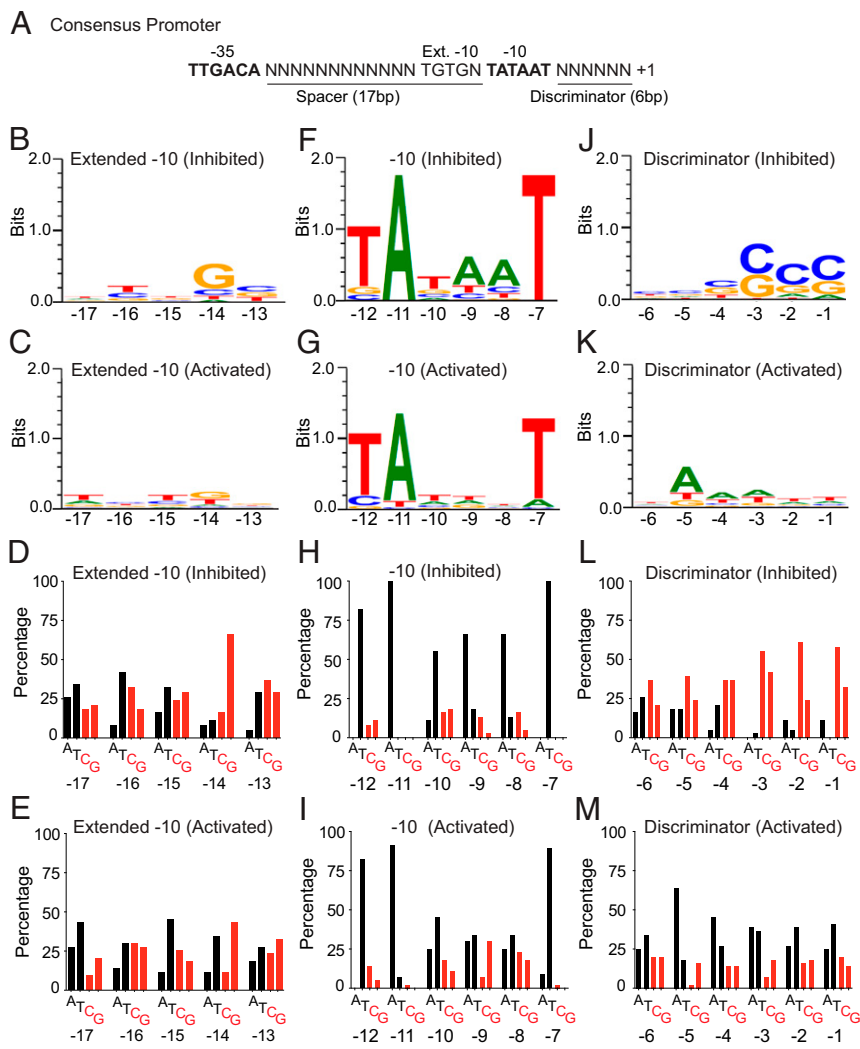 A Consensus Promoter
-35 Ext. -10 -10
TTGACA NNNNNNNNNNNNN TGTGN TATAAT NNNNNN +1
Spacer (17bp) Discriminator (6bp)
B Extended -10 (Inhibited)
2.0
1.0
0.0
Bits
-17 -16 -15 -14 -13
F -10 (Inhibited)
2.0
1.0
0.0
Bits
-12 -11 -10 -9 -8 -7
J Discriminator (Inhibited)
2.0
1.0
0.0
Bits
-6 -5 -4 -3 -2 -1
C Extended -10 (Activated)
2.0
1.0
0.0
Bits
-17 -16 -15 -14 -13
G -10 (Activated)
2.0
1.0
0.0
Bits
-12 -11 -10 -9 -8 -7
K Discriminator (Activated)
2.0
1.0
0.0
Bits
-6 -5 -4 -3 -2 -1
D Extended -10 (Inhibited)
100
75
50
25
0
Percentage
ATCG ATCG ATCG ATCG ATCG
-17 -16 -15 -14 -13
H -10 (Inhibited)
100
75
50
25
0
Percentage
ATCG ATCG ATCG ATCG ATCG ATCG
-12 -11 -10 -9 -8 -7
L Discriminator (Inhibited)
100
75
50
25
0
Percentage
ATCG ATCG ATCG ATCG ATCG ATCG
-6 -5 -4 -3 -2 -1
E Extended -10 (Activated)
100
75
50
25
0
Percentage
ATCG ATCG ATCG ATCG ATCG
-17 -16 -15 -14 -13
I -10 (Activated)
100
75
50
25
0
Percentage
ATCG ATCG ATCG ATCG ATCG ATCG
-12 -11 -10 -9 -8 -7
M Discriminator (Activated)
100
75
50
25
0
Percentage
ATCG ATCG ATCG ATCG ATCG ATCG
-6 -5 -4 -3 -2 -1